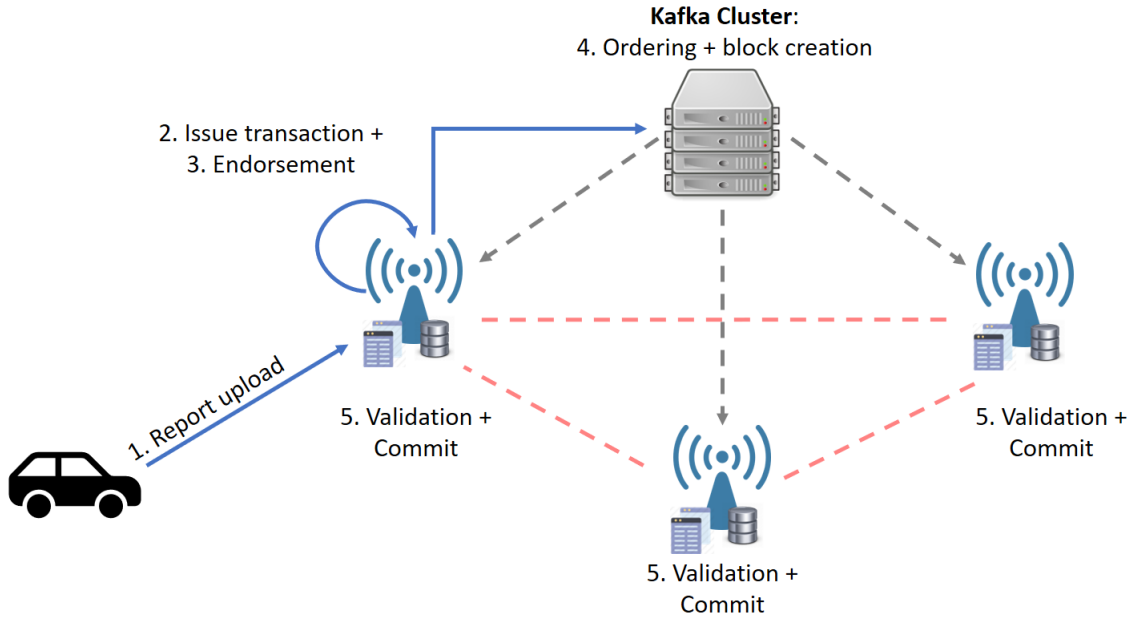 Kafka Cluster:
4. Ordering + block creation
2. Issue transaction +
3. Endorsement
1. Report upload
5. Validation +
Commit
5. Validation +
Commit
5. Validation +
Commit